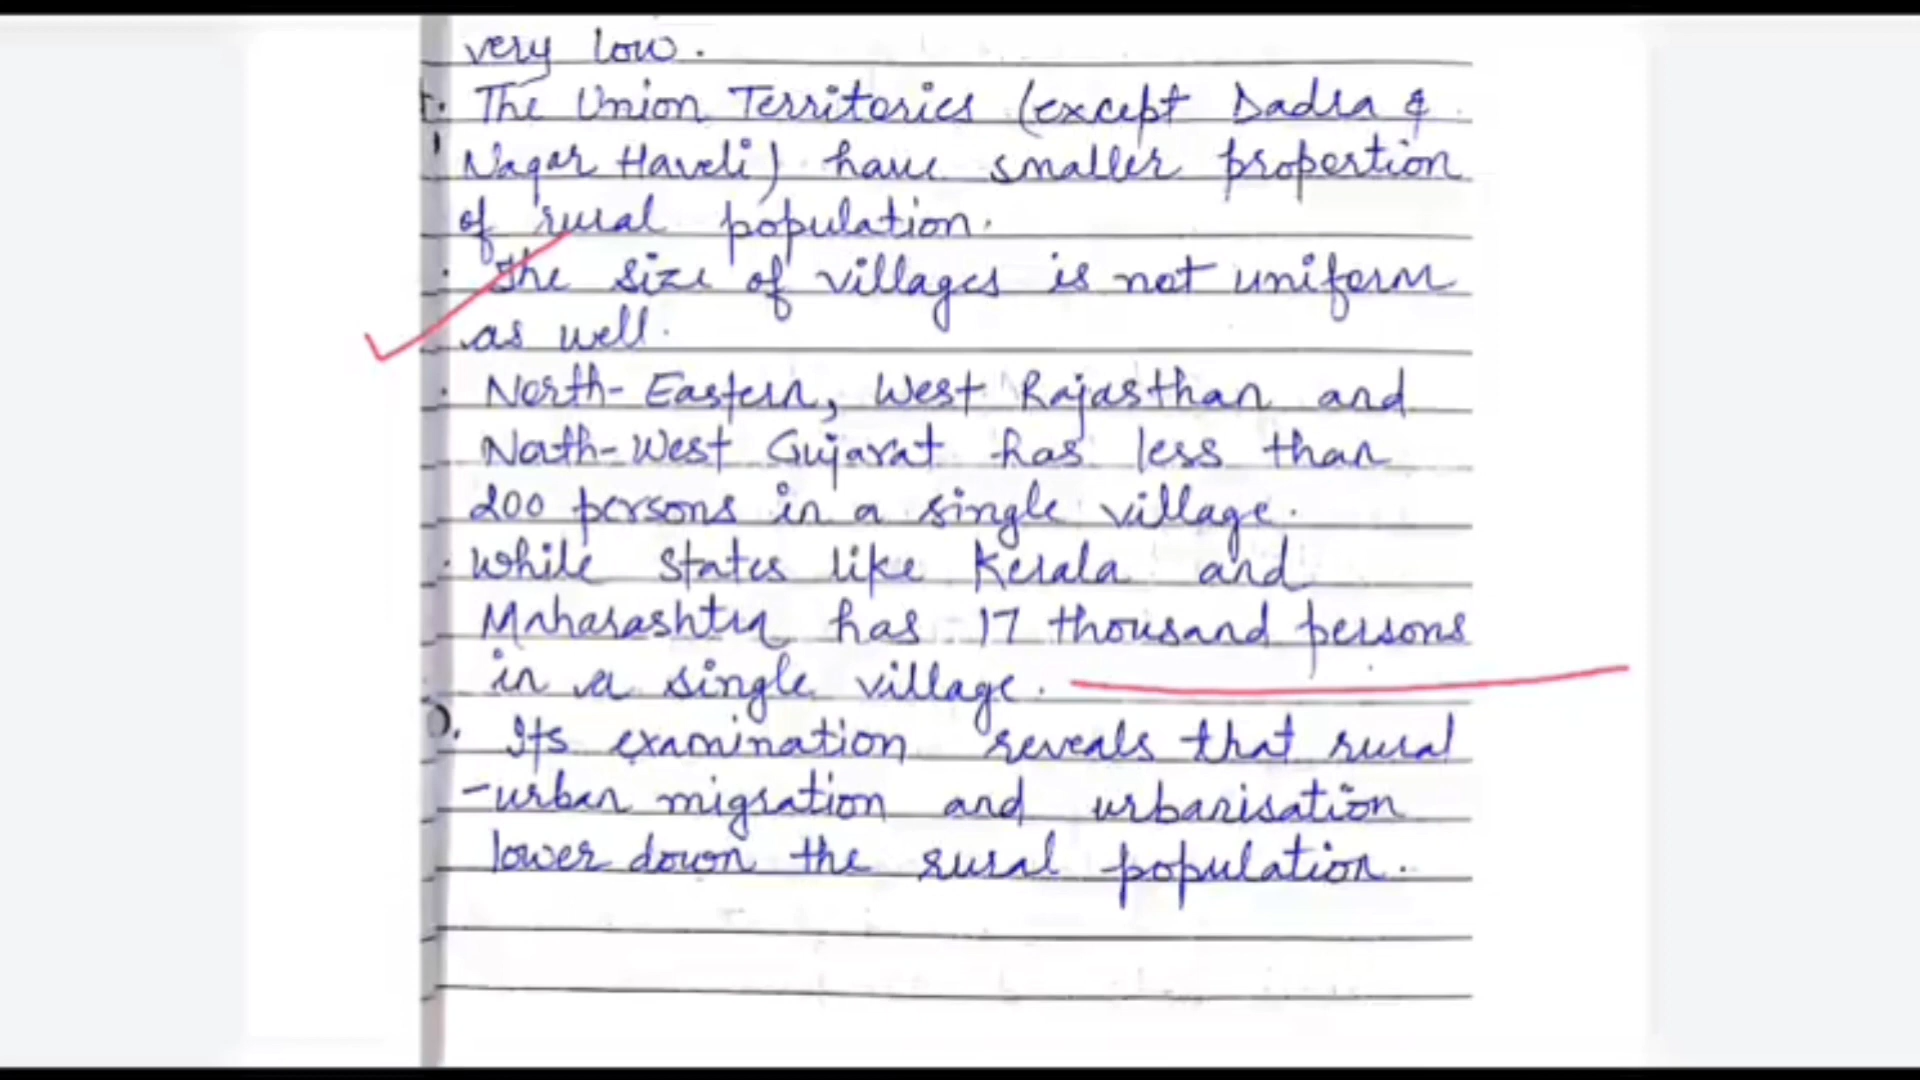 very low.
The Union Territories (except Dadra &
Nagar Haveli) have smaller proportion
of rural population.
· The size of villages is not uniform
as well.
· North-Eastern, West Rajasthan and
North-West Gujarat has less than
200 persons in a single village.
· While states like Kerala and
Maharashtra has 17 thousand persons
in a single village.
Its examination reveals that rural
-urban migration and urbanisation
lower down the rural population.